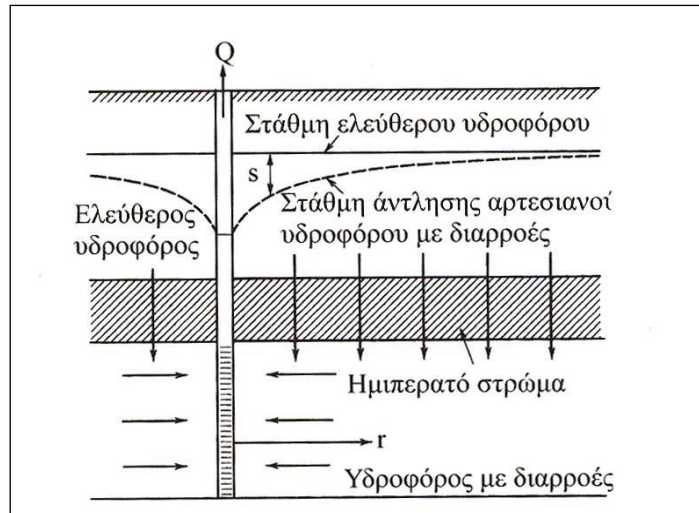 Q
Στάθμη ελεύθερου υδροφόρου
s
Στάθμη άντλησης αρτεσιανοί
υδροφόρου με διαρροές
Ελεύθερος
υδροφόρος
Ημιπερατό στρώμα
r
Υδροφόρος με διαρροές